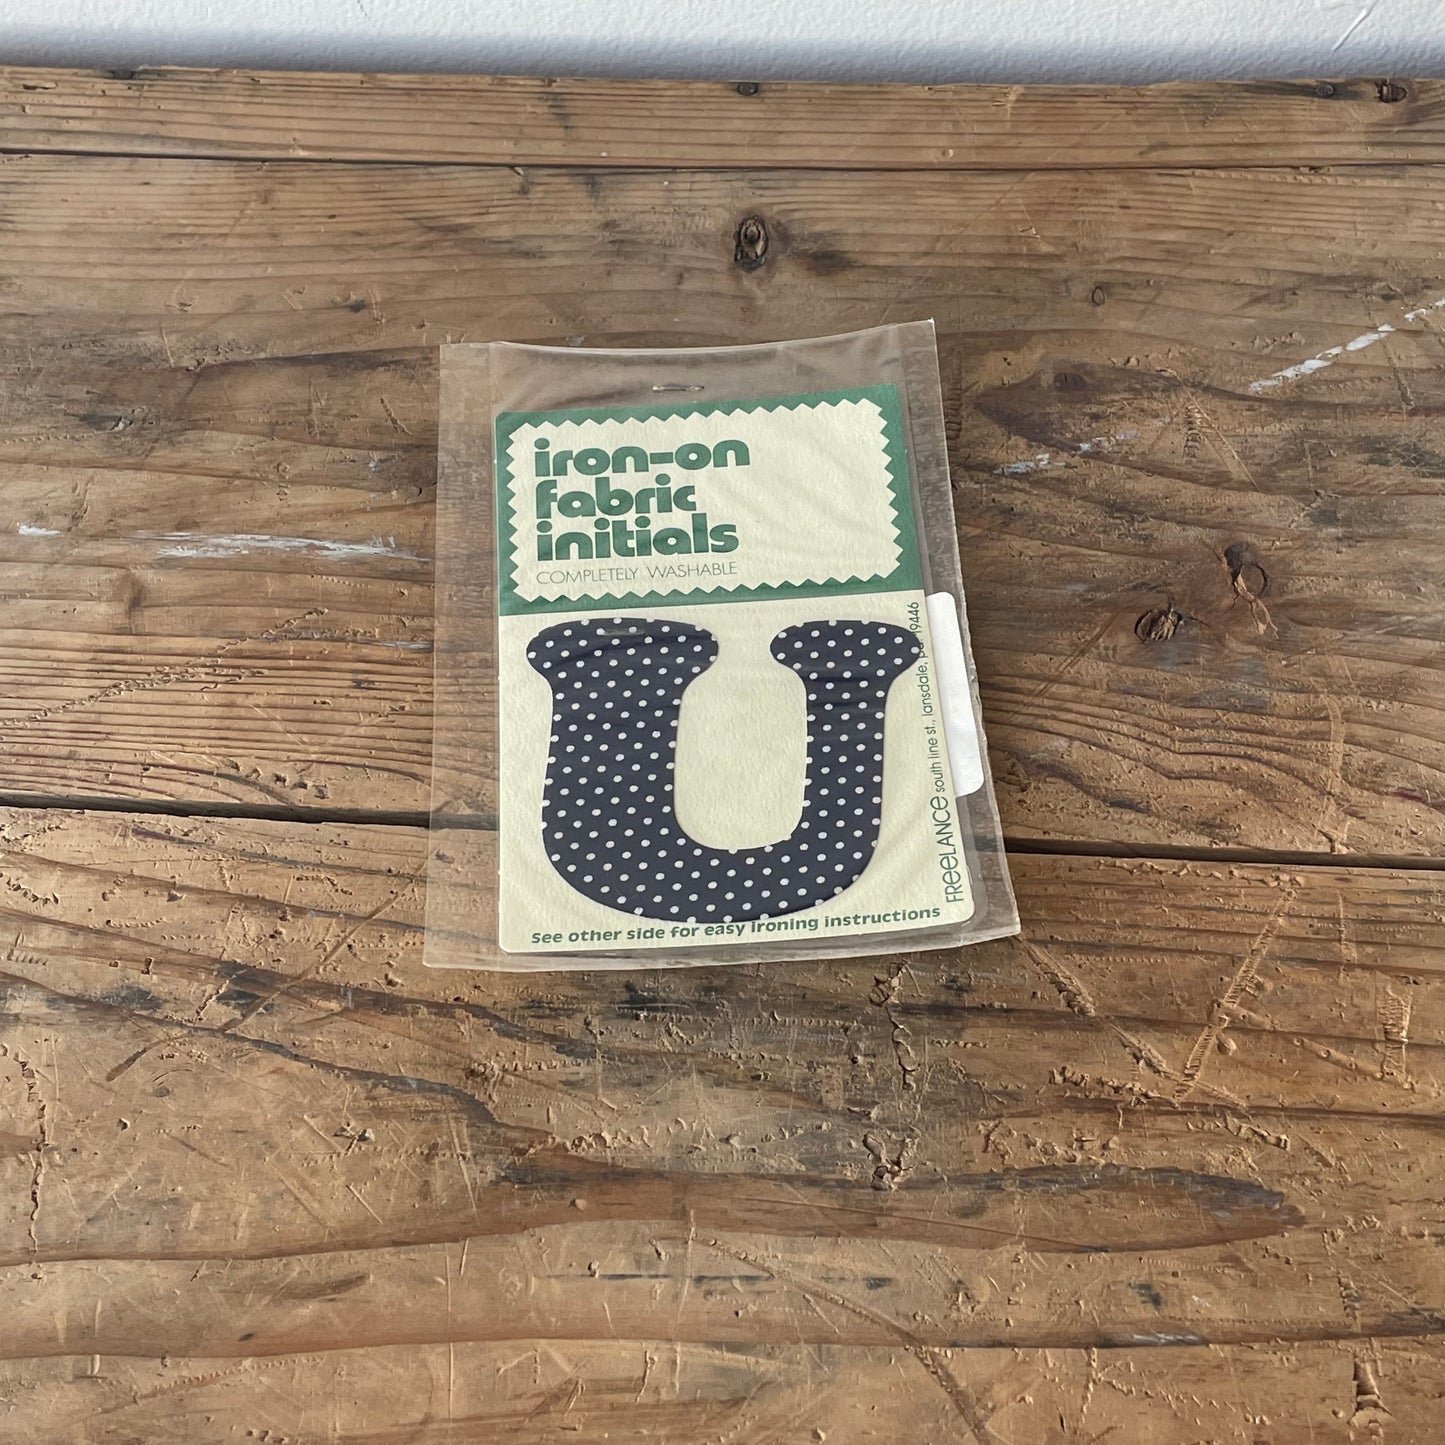 iron-on
fabric
initials
COMPLETELY WASHABLE
U
FReeLANCe south line st., lansdale, pa. 19446
See other side for easy ironing instructions